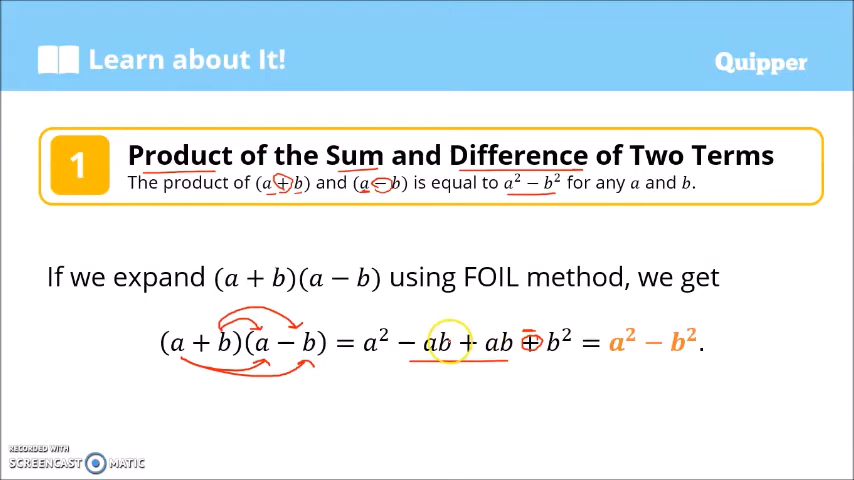 Learn about It!
Quipper
1
Product of the Sum and Difference of Two Terms
The product of (a + b) and (a − b) is equal to a² − b² for any a and b.
If we expand (a + b)(a − b) using FOIL method, we get
(a + b)(a − b) = a² − ab + ab + b² = a² − b².
RECORDED WITH
SCREENCAST MATIC